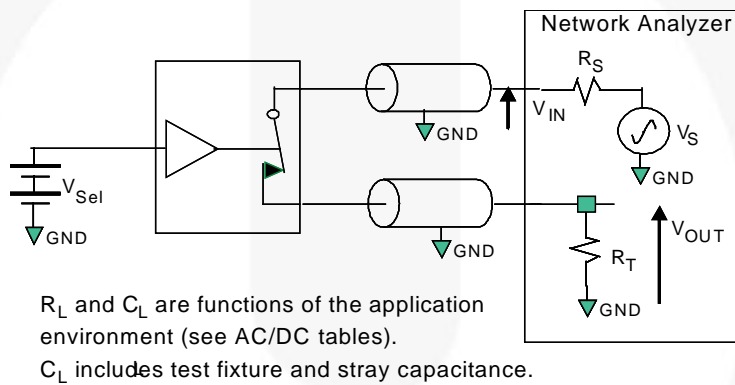 Network Analyzer
R_S
V_IN
GND
V_S
GND
V_Sel
GND
GND
V_OUT
R_T
GND
R_L and C_L are functions of the application
environment (see AC/DC tables).
C_L includes test fixture and stray capacitance.